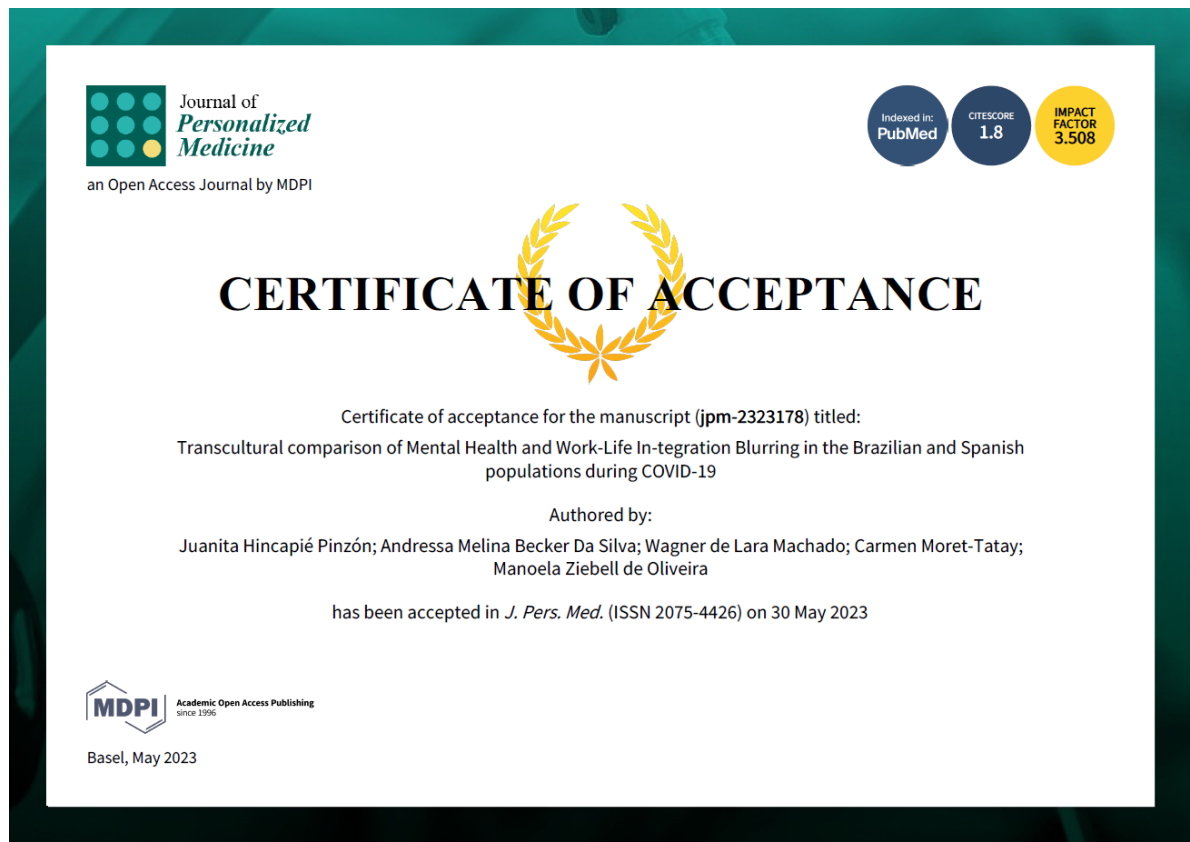 Journal of
Personalized
Medicine
an Open Access Journal by MDPI
Indexed in:
PubMed
CITESCORE
1.8
IMPACT
FACTOR
3.508
CERTIFICATE OF ACCEPTANCE
Certificate of acceptance for the manuscript (jpm-2323178) titled:
Transcultural comparison of Mental Health and Work-Life In-tegration Blurring in the Brazilian and Spanish
populations during COVID-19
Authored by:
Juanita Hincapié Pinzón; Andressa Melina Becker Da Silva; Wagner de Lara Machado; Carmen Moret-Tatay;
Manoela Ziebell de Oliveira
has been accepted in J. Pers. Med. (ISSN 2075-4426) on 30 May 2023
MDPI
Academic Open Access Publishing
since 1996
Basel, May 2023